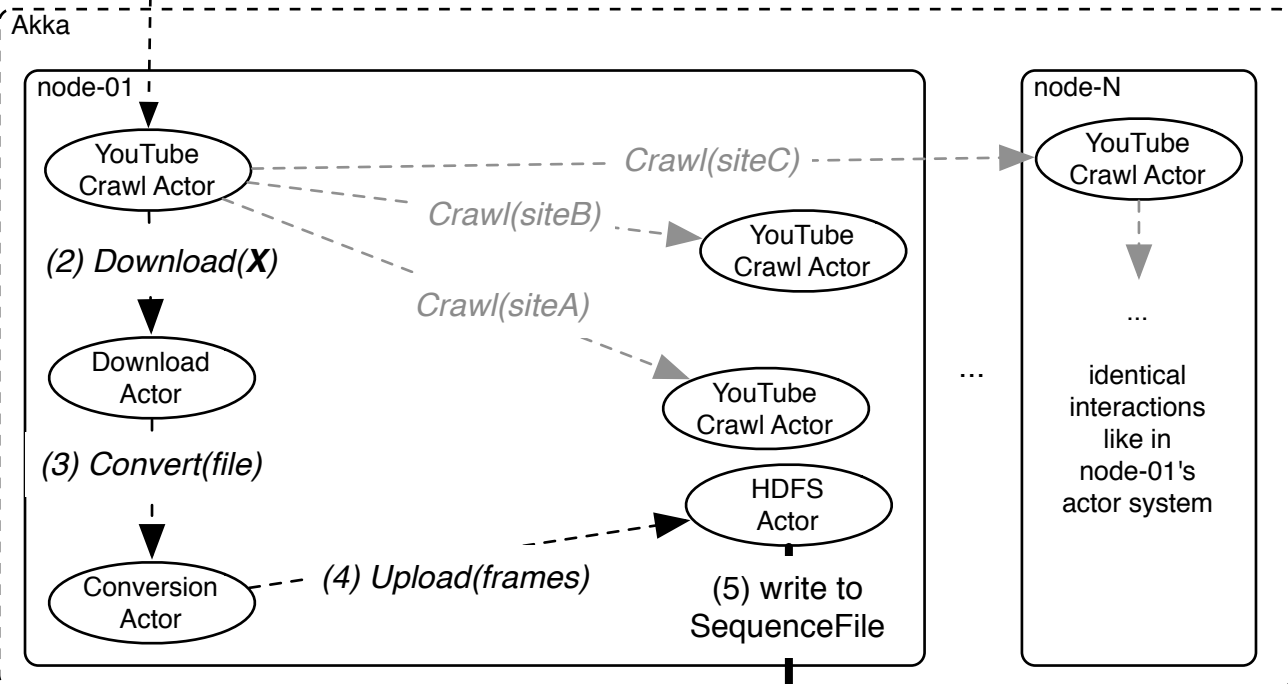 Akka
node-01
node-N
YouTube
Crawl Actor
Crawl(siteC)
YouTube
Crawl Actor
Crawl(siteB)
YouTube
Crawl Actor
(2) Download(X)
Crawl(siteA)
...
Download
Actor
YouTube
Crawl Actor
...
identical
interactions
like in
node-01's
actor system
(3) Convert(file)
HDFS
Actor
Conversion
Actor
(4) Upload(frames)
(5) write to
SequenceFile